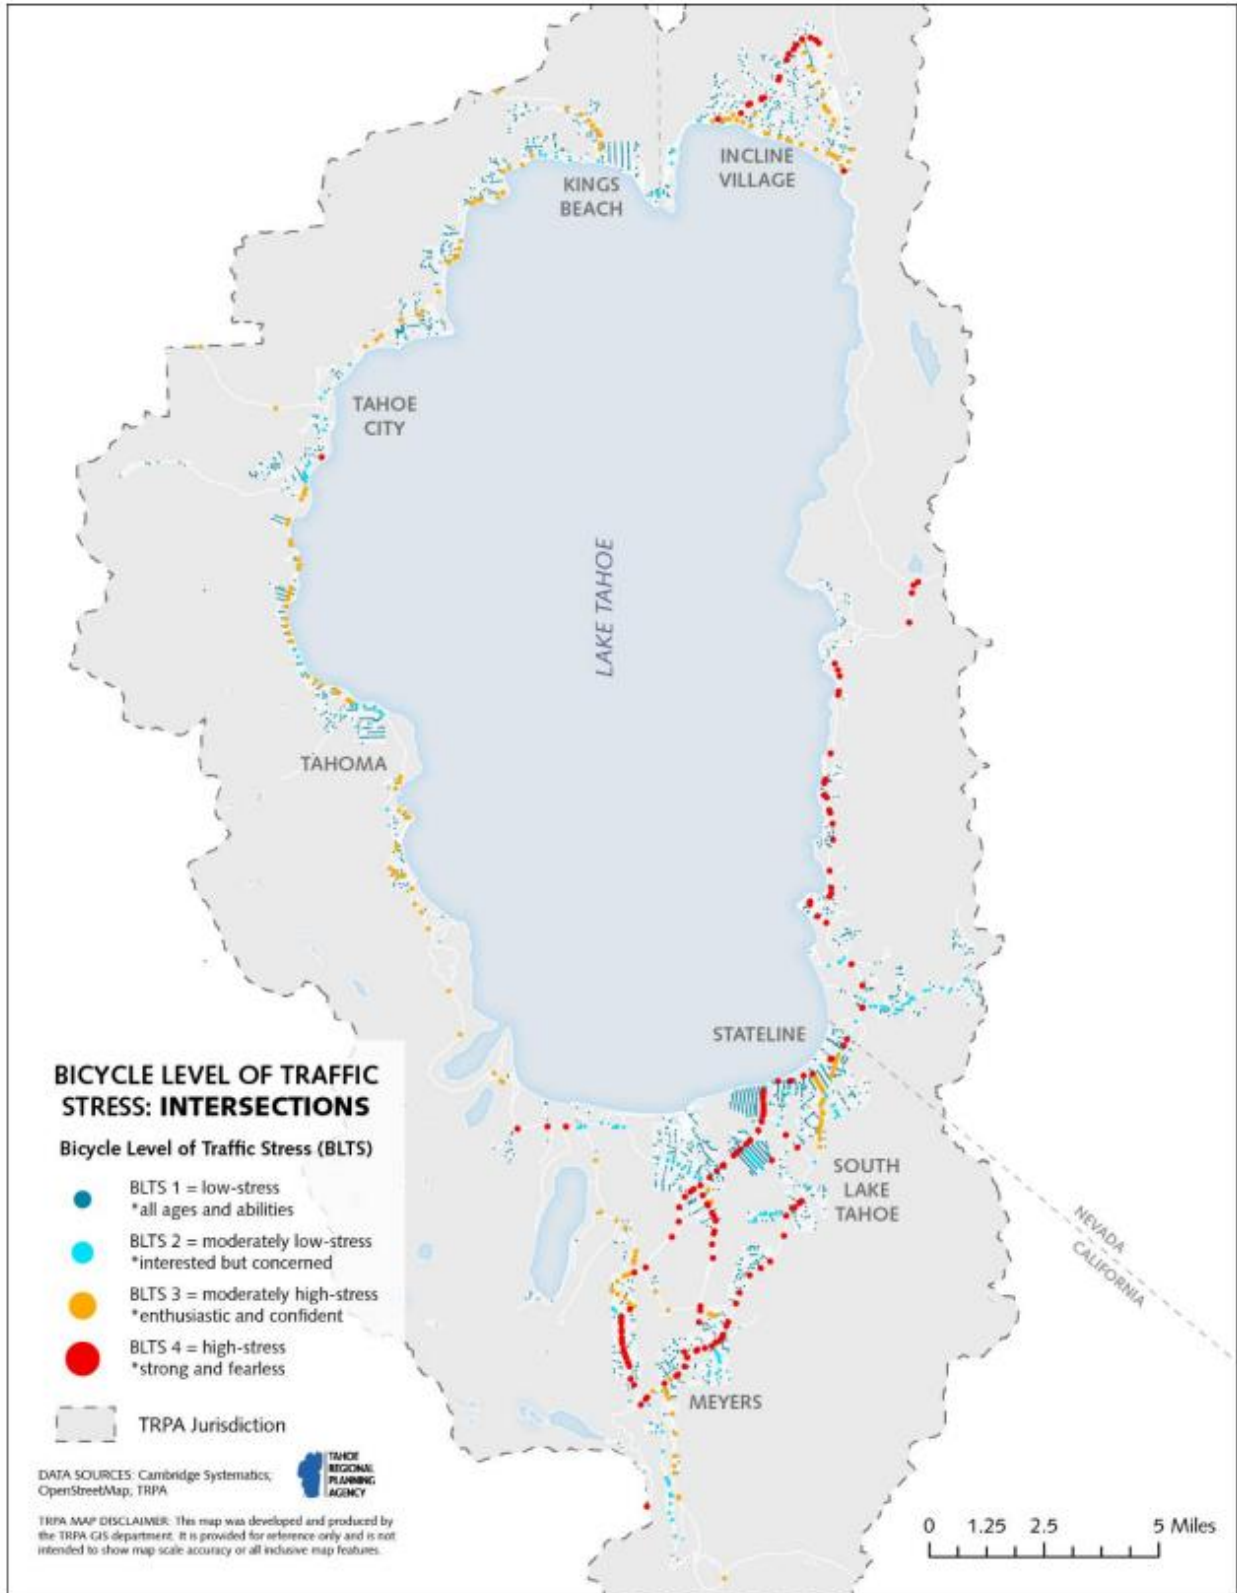 INCLINE
VILLAGE
KINGS
BEACH
TAHOE
CITY
LAKE TAHOE
TAHOMA
STATELINE
SOUTH
LAKE
TAHOE
NEVADA
CALIFORNIA
MEYERS
BICYCLE LEVEL OF TRAFFIC
STRESS: INTERSECTIONS
Bicycle Level of Traffic Stress (BLTS)
BLTS 1 = low-stress
*all ages and abilities
BLTS 2 = moderately low-stress
*interested but concerned
BLTS 3 = moderately high-stress
*enthusiastic and confident
BLTS 4 = high-stress
*strong and fearless
TRPA Jurisdiction
DATA SOURCES: Cambridge Systematics,
OpenStreetMap, TRPA
TAHOE
REGIONAL
PLANNING
AGENCY
TRPA MAP DISCLAIMER: This map was developed and produced by
the TRPA GIS department. It is provided for reference only and is not
intended to show map scale accuracy or all inclusive map features.
0 1.25 2.5 5 Miles